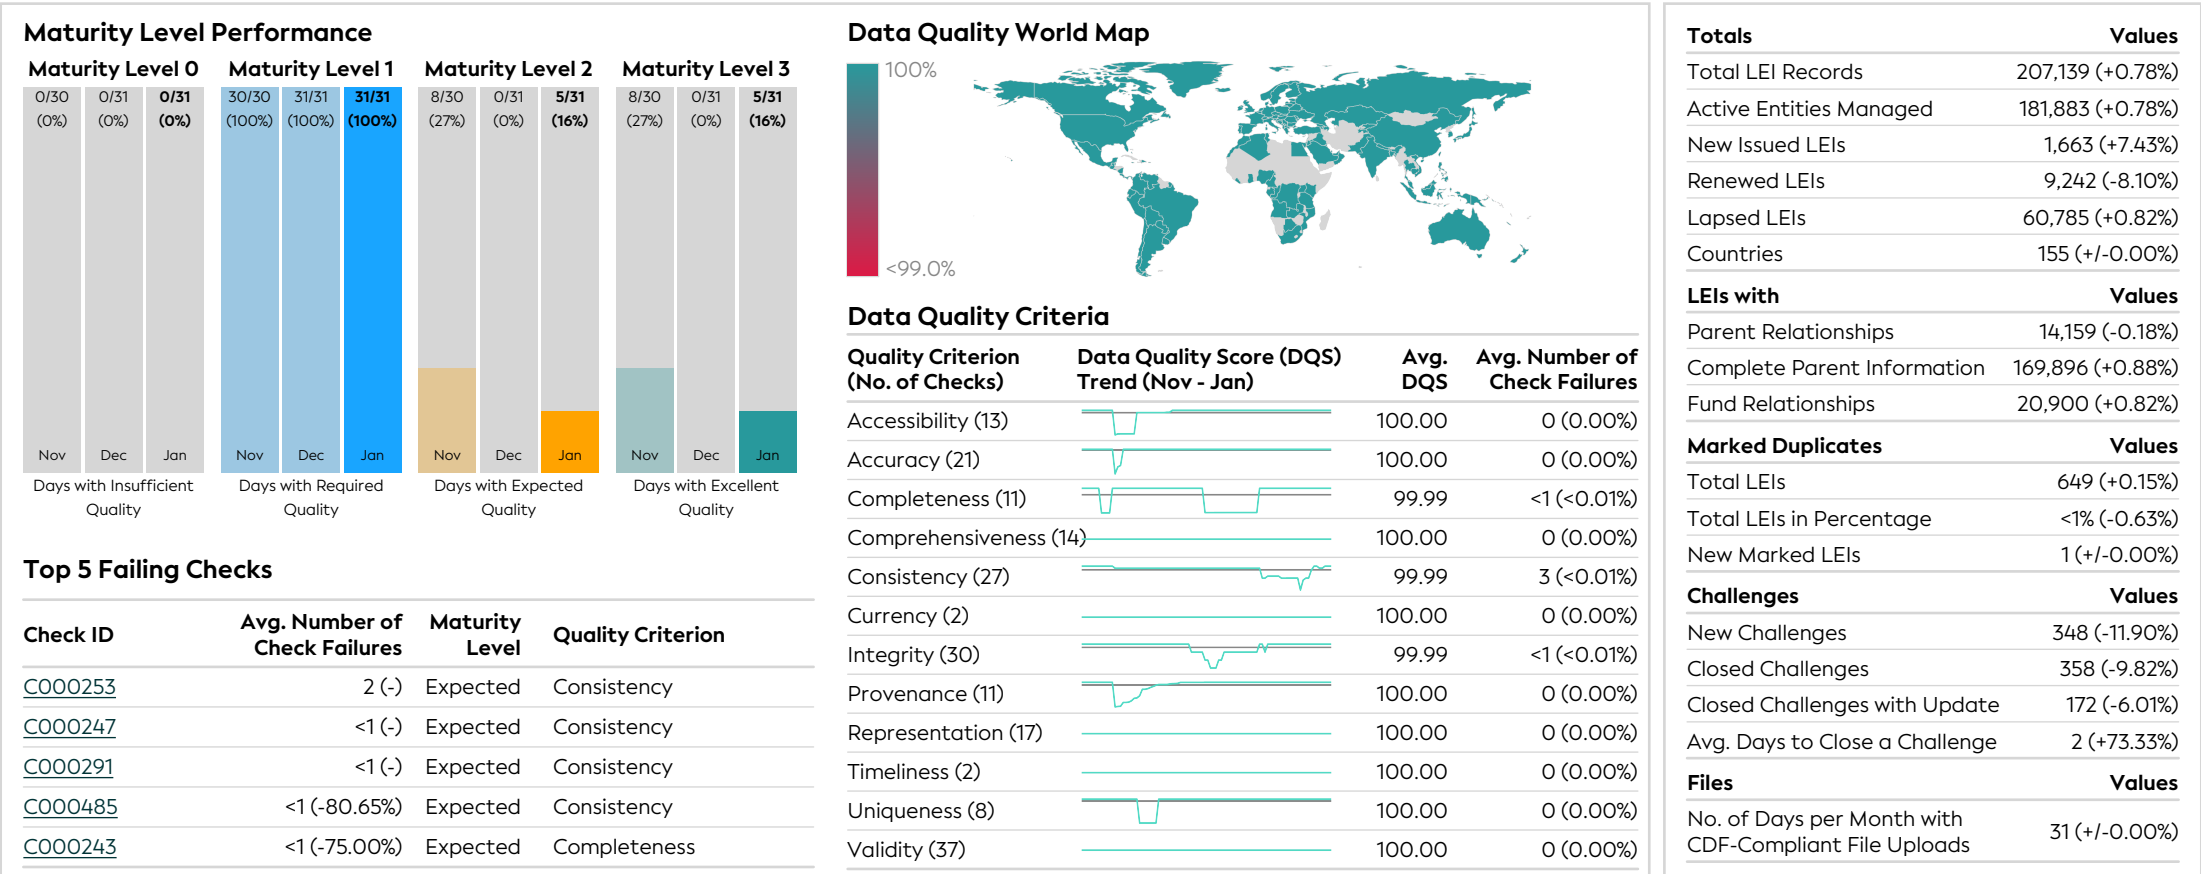 Maturity Level Performance
Maturity Level 0 Maturity Level 1 Maturity Level 2 Maturity Level 3
0/30 0/31 0/31 30/30 31/31 31/31 8/30 0/31 5/31 8/30 0/31 5/31
(0%) (0%) (0%) (100%) (100%) (100%) (27%) (0%) (16%) (27%) (0%) (16%)
Nov Dec Jan Nov Dec Jan Nov Dec Jan Nov Dec Jan
Days with Insufficient Days with Required Days with Expected Days with Excellent
Quality Quality Quality Quality
Top 5 Failing Checks
Check ID Avg. Number of Check Failures Maturity Level Quality Criterion
C000253 2 (-) Expected Consistency
C000247 <1 (-) Expected Consistency
C000291 <1 (-) Expected Consistency
C000485 <1 (-80.65%) Expected Consistency
C000243 <1 (-75.00%) Expected Completeness
Data Quality World Map
100%
<99.0%
Data Quality Criteria
Quality Criterion Data Quality Score (DQS) Avg. Avg. Number of
(No. of Checks) Trend (Nov - Jan) DQS Check Failures
Accessibility (13) 100.00 0 (0.00%)
Accuracy (21) 100.00 0 (0.00%)
Completeness (11) 99.99 <1 (<0.01%)
Comprehensiveness (14) 100.00 0 (0.00%)
Consistency (27) 99.99 3 (<0.01%)
Currency (2) 100.00 0 (0.00%)
Integrity (30) 99.99 <1 (<0.01%)
Provenance (11) 100.00 0 (0.00%)
Representation (17) 100.00 0 (0.00%)
Timeliness (2) 100.00 0 (0.00%)
Uniqueness (8) 100.00 0 (0.00%)
Validity (37) 100.00 0 (0.00%)
Totals Values
Total LEI Records 207,139 (+0.78%)
Active Entities Managed 181,883 (+0.78%)
New Issued LEIs 1,663 (+7.43%)
Renewed LEIs 9,242 (-8.10%)
Lapsed LEIs 60,785 (+0.82%)
Countries 155 (+/-0.00%)
LEIs with Values
Parent Relationships 14,159 (-0.18%)
Complete Parent Information 169,896 (+0.88%)
Fund Relationships 20,900 (+0.82%)
Marked Duplicates Values
Total LEIs 649 (+0.15%)
Total LEIs in Percentage <1% (-0.63%)
New Marked LEIs 1 (+/-0.00%)
Challenges Values
New Challenges 348 (-11.90%)
Closed Challenges 358 (-9.82%)
Closed Challenges with Update 172 (-6.01%)
Avg. Days to Close a Challenge 2 (+73.33%)
Files Values
No. of Days per Month with
CDF-Compliant File Uploads 31 (+/-0.00%)